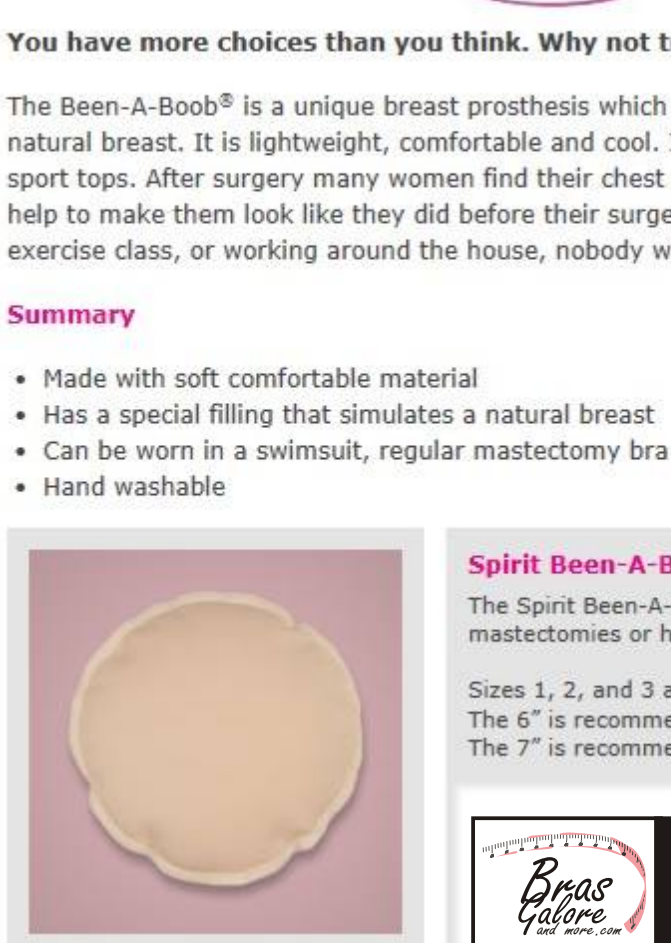 You have more choices than you think. Why not t
The Been-A-Boob® is a unique breast prosthesis which
natural breast. It is lightweight, comfortable and cool.
sport tops. After surgery many women find their chest
help to make them look like they did before their surge
exercise class, or working around the house, nobody w
Summary
• Made with soft comfortable material
• Has a special filling that simulates a natural breast
• Can be worn in a swimsuit, regular mastectomy bra
• Hand washable
Spirit Been-A-B
The Spirit Been-A-
mastectomies or h
Sizes 1, 2, and 3 a
The 6" is recomme
The 7" is recomme
Bras
Galore
and more.com